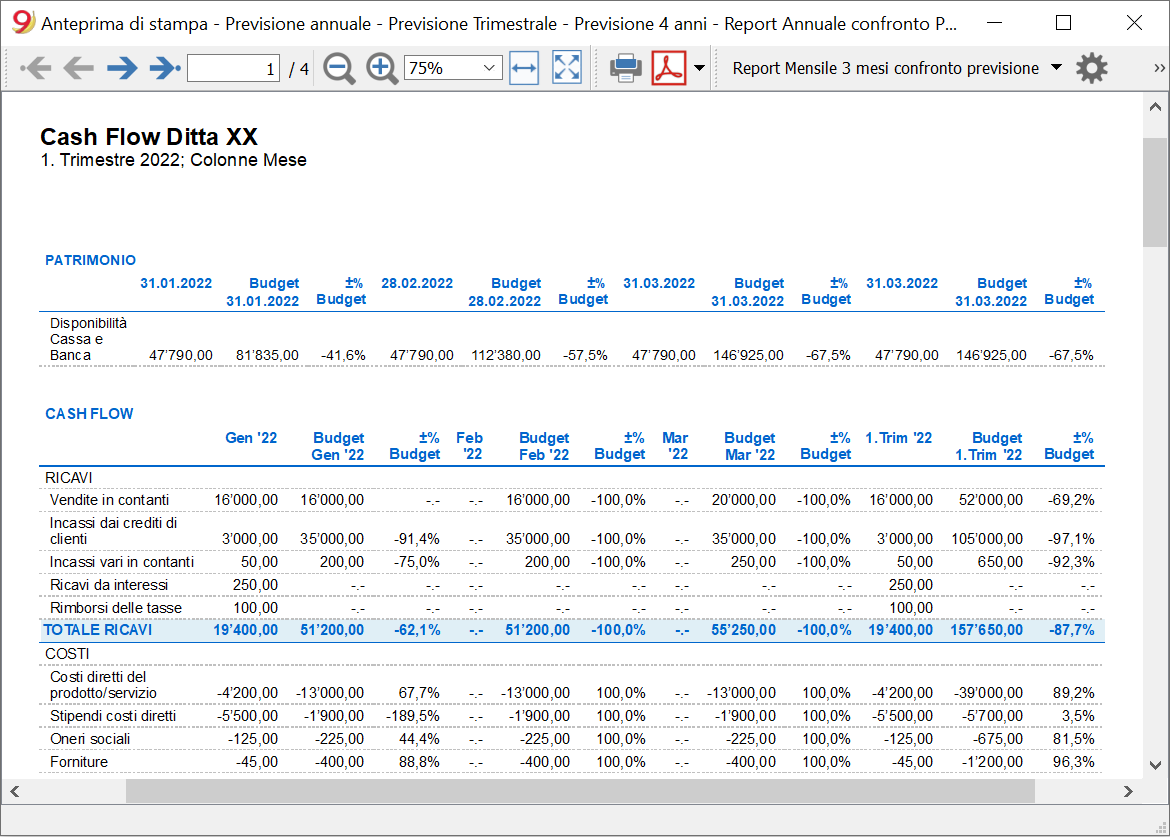 Anteprima di stampa - Previsione annuale - Previsione Trimestrale - Previsione 4 anni - Report Annuale confronto P...
1 / 4 75% Report Mensile 3 mesi confronto previsione »
Cash Flow Ditta XX
1. Trimestre 2022; Colonne Mese
PATRIMONIO
31.01.2022 Budget ±% 28.02.2022 Budget ±% 31.03.2022 Budget ±% 31.03.2022 Budget ±%
31.01.2022 Budget 28.02.2022 Budget 31.03.2022 Budget 31.03.2022 Budget
Disponibilità
Cassa e
Banca 47'790,00 81'835,00 -41,6% 47'790,00 112'380,00 -57,5% 47'790,00 146'925,00 -67,5% 47'790,00 146'925,00 -67,5%
CASH FLOW
Gen '22 Budget ±% Feb Budget ±% Mar Budget ±% 1.Trim '22 Budget ±%
Gen '22 Budget '22 Feb '22 Budget '22 Mar '22 Budget 1.Trim '22 Budget
RICAVI
Vendite in contanti 16'000,00 16'000,00 -.- -.- 16'000,00 -100,0% -.- 20'000,00 -100,0% 16'000,00 52'000,00 -69,2%
Incassi dai crediti di
clienti 3'000,00 35'000,00 -91,4% -.- 35'000,00 -100,0% -.- 35'000,00 -100,0% 3'000,00 105'000,00 -97,1%
Incassi vari in contanti 50,00 200,00 -75,0% -.- 200,00 -100,0% -.- 250,00 -100,0% 50,00 650,00 -92,3%
Ricavi da interessi 250,00 -.- -.- -.- -.- -.- -.- -.- -.- 250,00 -.- -.-
Rimborsi delle tasse 100,00 -.- -.- -.- -.- -.- -.- -.- -.- 100,00 -.- -.-
TOTALE RICAVI 19'400,00 51'200,00 -62,1% -.- 51'200,00 -100,0% -.- 55'250,00 -100,0% 19'400,00 157'650,00 -87,7%
COSTI
Costi diretti del
prodotto/servizio -4'200,00 -13'000,00 67,7% -.- -13'000,00 100,0% -.- -13'000,00 100,0% -4'200,00 -39'000,00 89,2%
Stipendi costi diretti -5'500,00 -1'900,00 -189,5% -.- -1'900,00 100,0% -.- -1'900,00 100,0% -5'500,00 -5'700,00 3,5%
Oneri sociali -125,00 -225,00 44,4% -.- -225,00 100,0% -.- -225,00 100,0% -125,00 -675,00 81,5%
Forniture -45,00 -400,00 88,8% -.- -400,00 100,0% -.- -400,00 100,0% -45,00 -1'200,00 96,3%